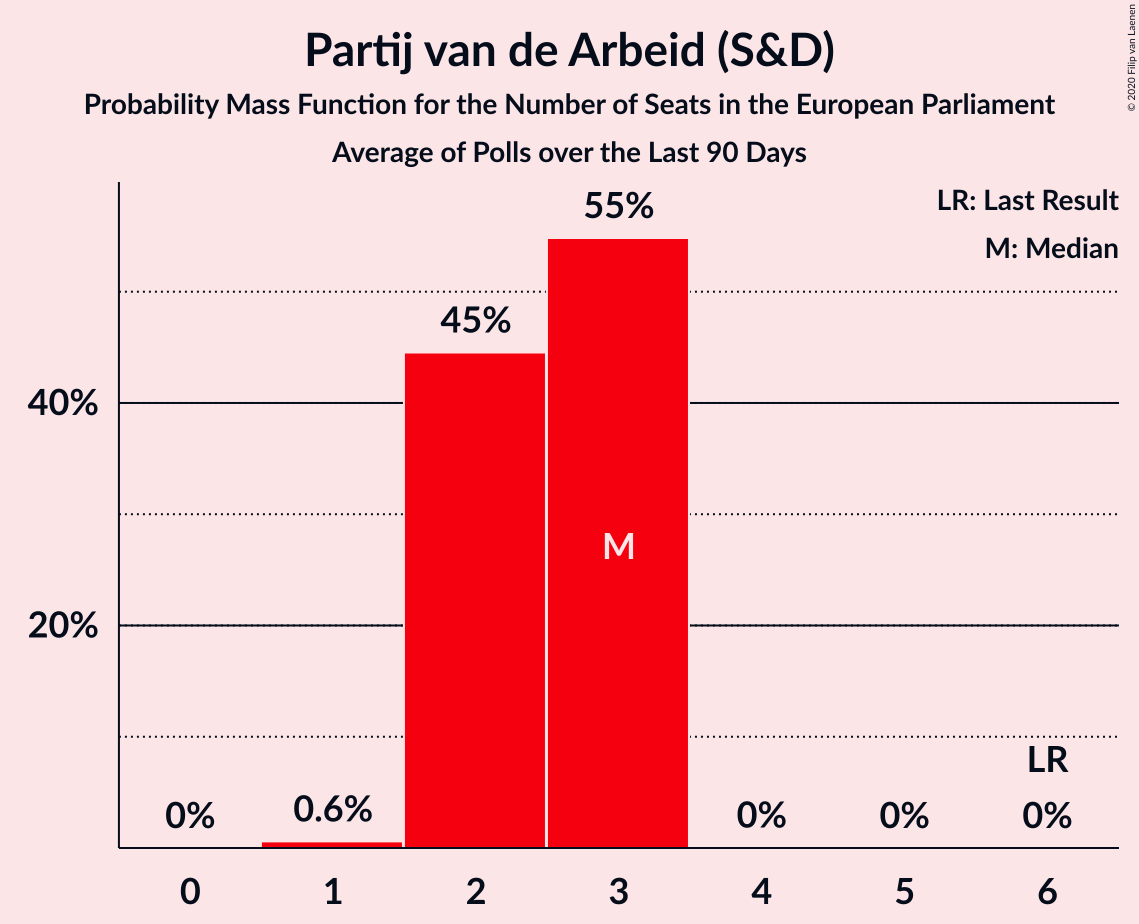 Partij van de Arbeid (S&D)
Probability Mass Function for the Number of Seats in the European Parliament
Average of Polls over the Last 90 Days
© 2020 Filip van Laenen
LR: Last Result
M: Median
55%
45%
40%
M
20%
LR
0%
0.6%
0%
0%
0%
0
1
2
3
4
5
6